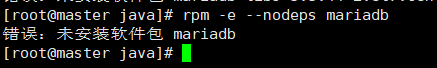 [root@master java]# rpm -e --nodeps mariadb
错误：未安装软件包 mariadb
[root@master java]#